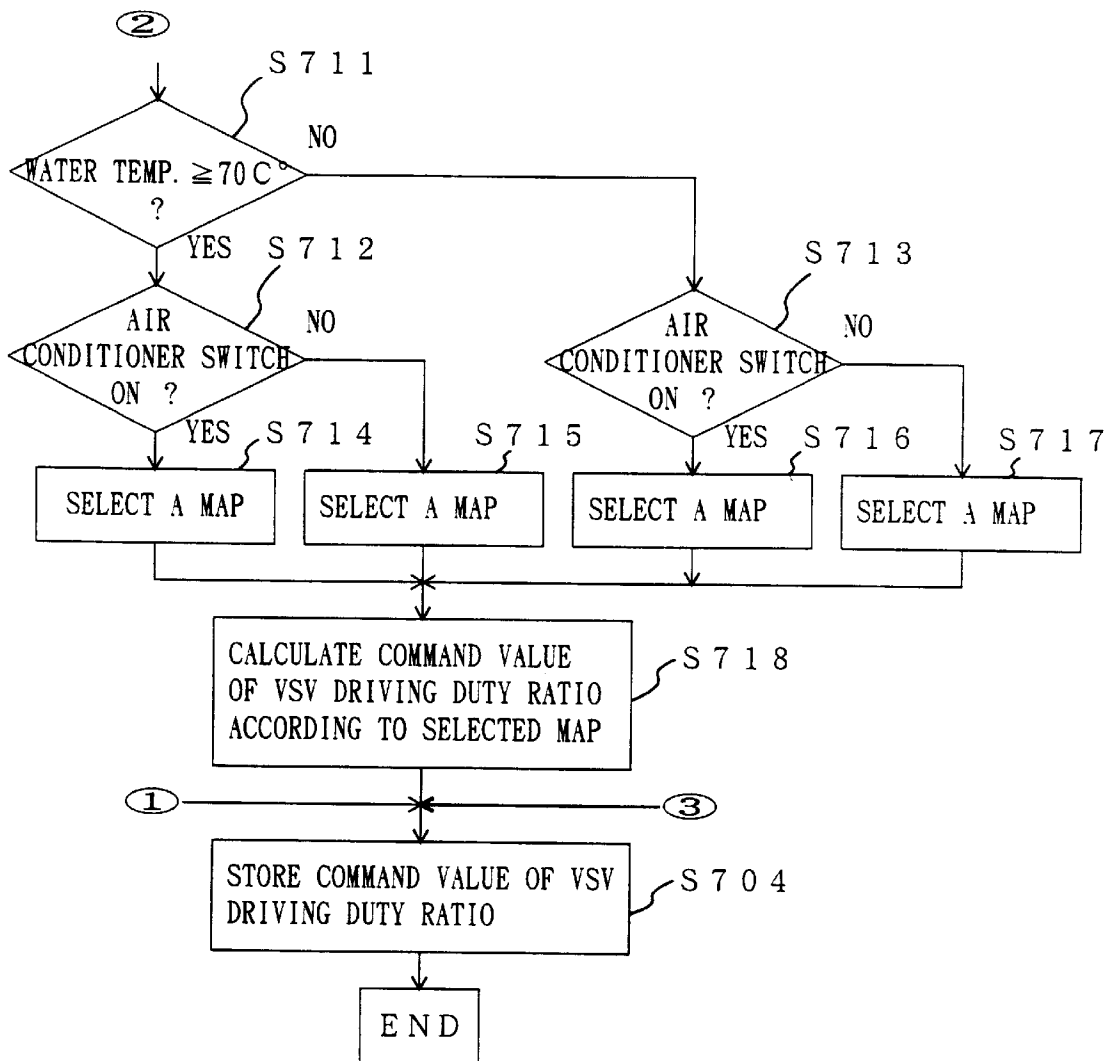 ②
S711
NO
WATER TEMP. ≧70C°
?
YES
S712
S713
AIR
CONDITIONER SWITCH
ON ?
NO
AIR
CONDITIONER SWITCH
ON ?
NO
YES
S714
S715
YES
S716
S717
SELECT A MAP
SELECT A MAP
SELECT A MAP
SELECT A MAP
CALCULATE COMMAND VALUE
OF VSV DRIVING DUTY RATIO
ACCORDING TO SELECTED MAP
S718
①
③
STORE COMMAND VALUE OF VSV
DRIVING DUTY RATIO
S704
END